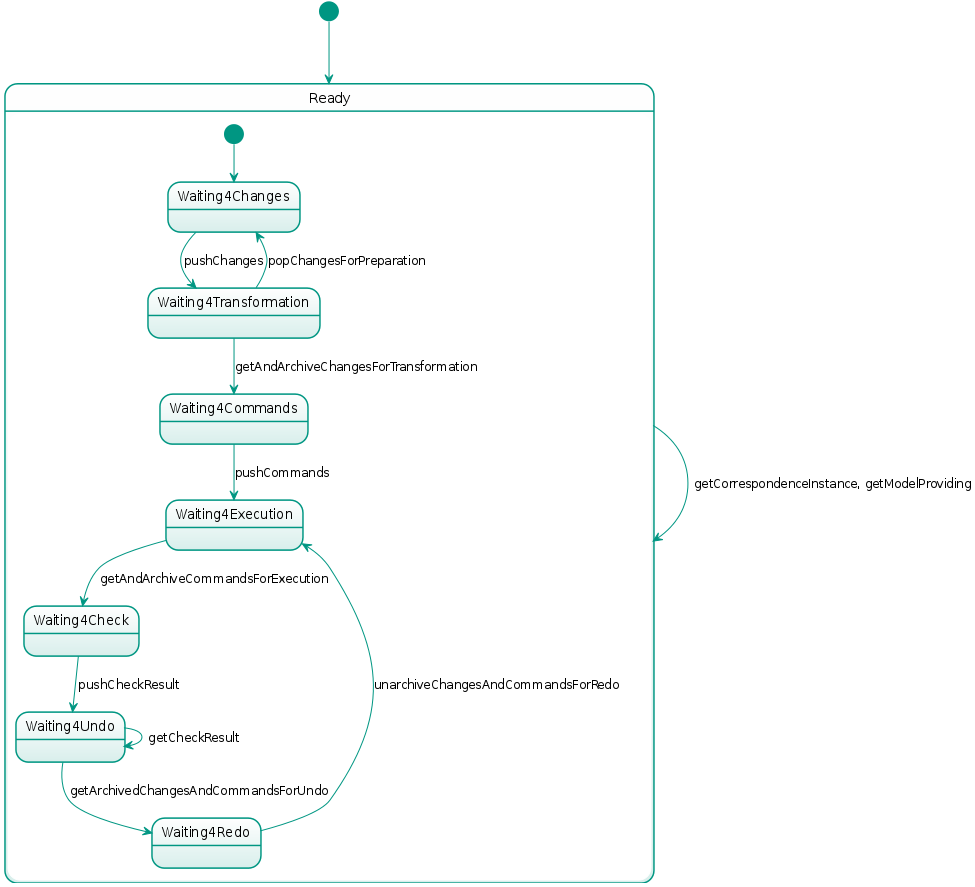 Ready
Waiting4Changes
pushChanges
popChangesForPreparation
Waiting4Transformation
getAndArchiveChangesForTransformation
Waiting4Commands
pushCommands
getCorrespondenceInstance, getModelProviding
Waiting4Execution
getAndArchiveCommandsForExecution
Waiting4Check
pushCheckResult
unarchiveChangesAndCommandsForRedo
Waiting4Undo
getCheckResult
getArchivedChangesAndCommandsForUndo
Waiting4Redo